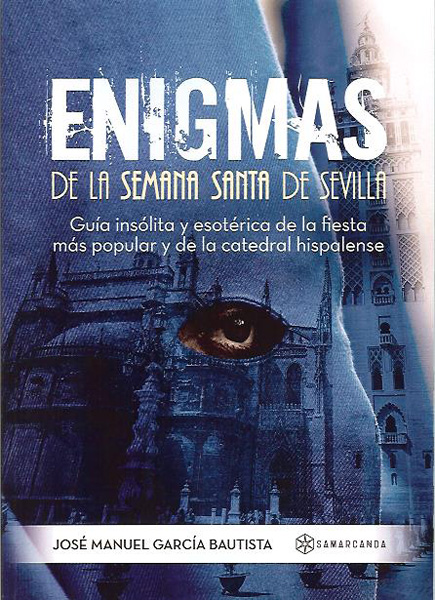 ENIGMAS
DE LA SEMANA SANTA DE SEVILLA
Guía insólita y esotérica de la fiesta
más popular y de la catedral hispalense
JOSÉ MANUEL GARCÍA BAUTISTA
SAMARCANDA